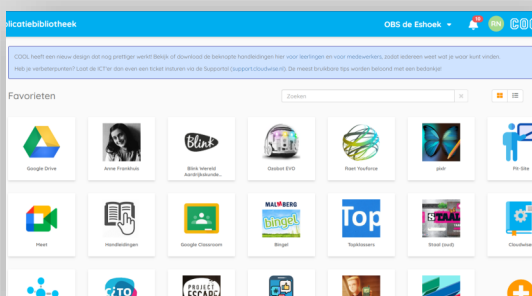 plicatiebibliotheek
OBS de Eshoek
RN
COOL heeft een nieuw design dat nog prettiger werkt! Bekijk of download de beknopte handleidingen hier voor leerlingen en voor medewerkers, zodat iedereen weet wat je waar kunt vinden.
Heb je verbeterpunten? Laat de ICT'er dan even een ticket insturen via de Supportal (support.cloudwise.nl). De meest bruikbare tips worden beloond met een bedankje!
Favorieten
Zoeken
Blink
Google Drive
Anne Frankhuis
Blink Wereld
Aardrijkskunde...
Ozobot EVO
Raet Youforce
pixlr
Pit-Site
MALMBERG
bingel
Top
STAAL
Meet
Handleidingen
Google Classroom
Bingel
Topklassers
Staal (oud)
Cloudwise
CITO
PROJECT
ESCAPE